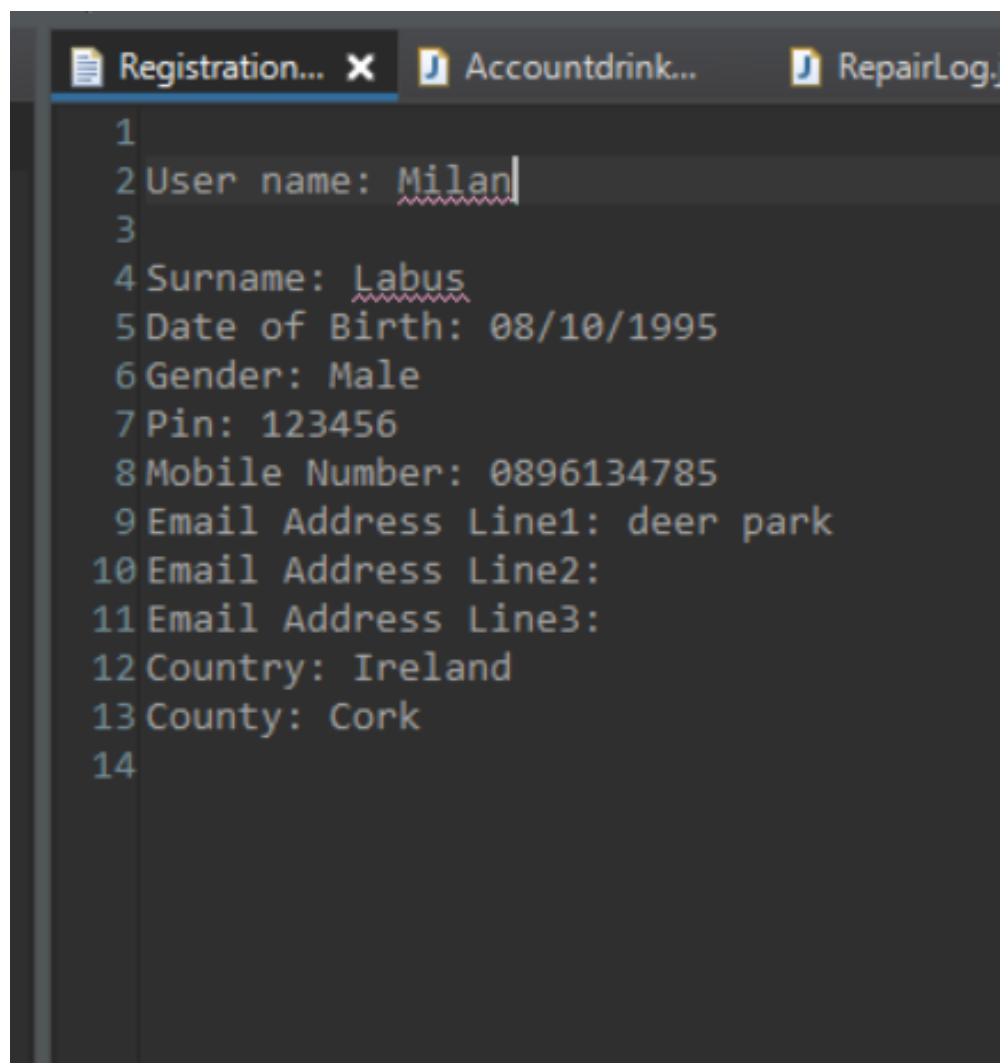 Registration... Accountdrink... RepairLog.j
1
2 User name: Milan
3
4 Surname: Labus
5 Date of Birth: 08/10/1995
6 Gender: Male
7 Pin: 123456
8 Mobile Number: 0896134785
9 Email Address Line1: deer park
10 Email Address Line2:
11 Email Address Line3:
12 Country: Ireland
13 County: Cork
14